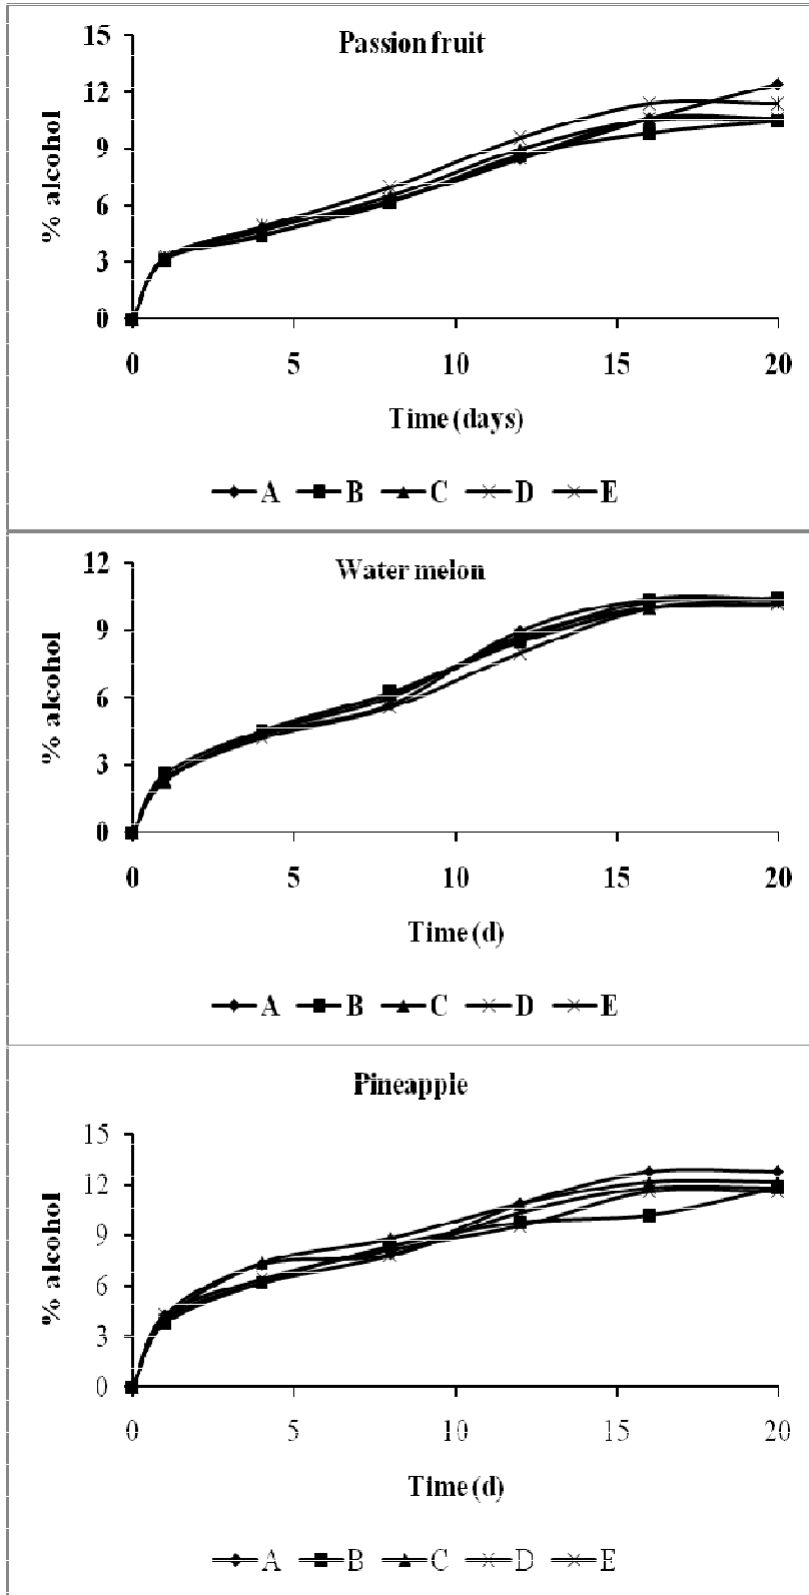 Passion fruit
15
12
9
6
3
0
% alcohol
0 5 10 15 20
Time (days)
A B C D E
Water melon
12
9
6
3
0
% alcohol
0 5 10 15 20
Time (d)
A B C D E
Pineapple
15
12
9
6
3
0
% alcohol
0 5 10 15 20
Time (d)
A B C D E